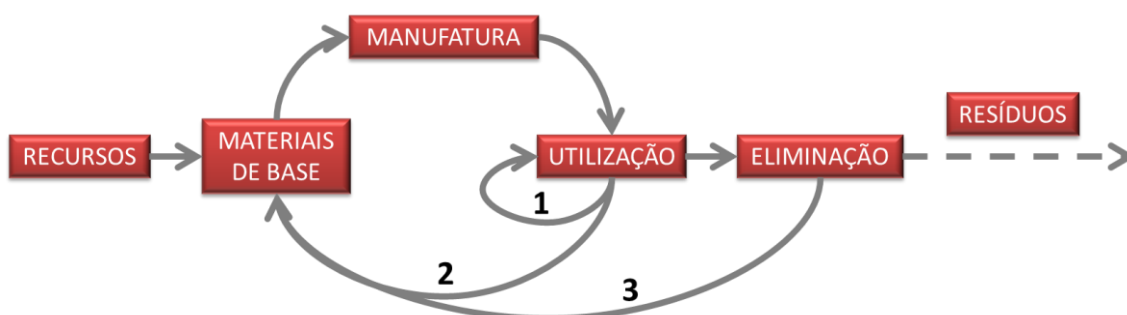 MANUFATURA
RESÍDUOS
RECURSOS
MATERIAIS
DE BASE
UTILIZAÇÃO
ELIMINAÇÃO
1
2
3